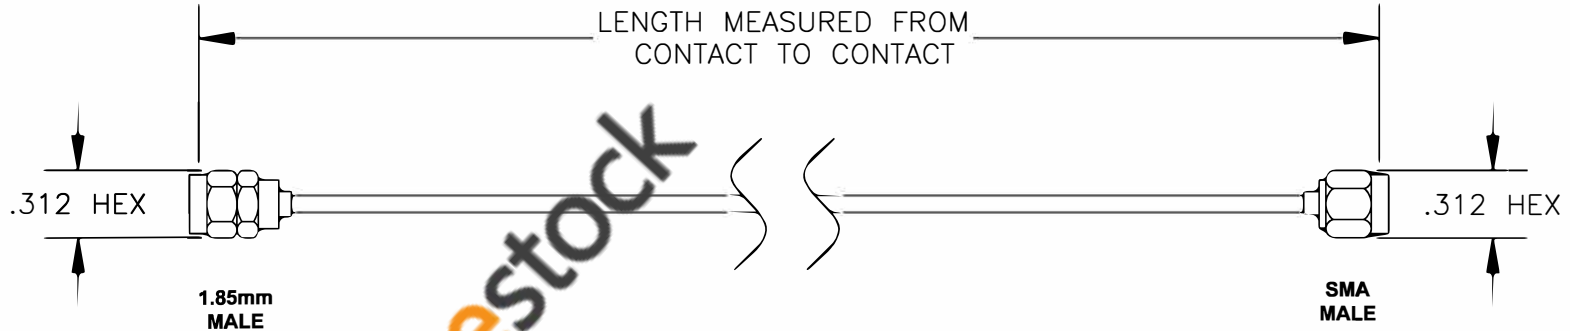 LENGTH MEASURED FROM
CONTACT TO CONTACT
.312 HEX
.312 HEX
1.85mm
MALE
SMA
MALE
estock